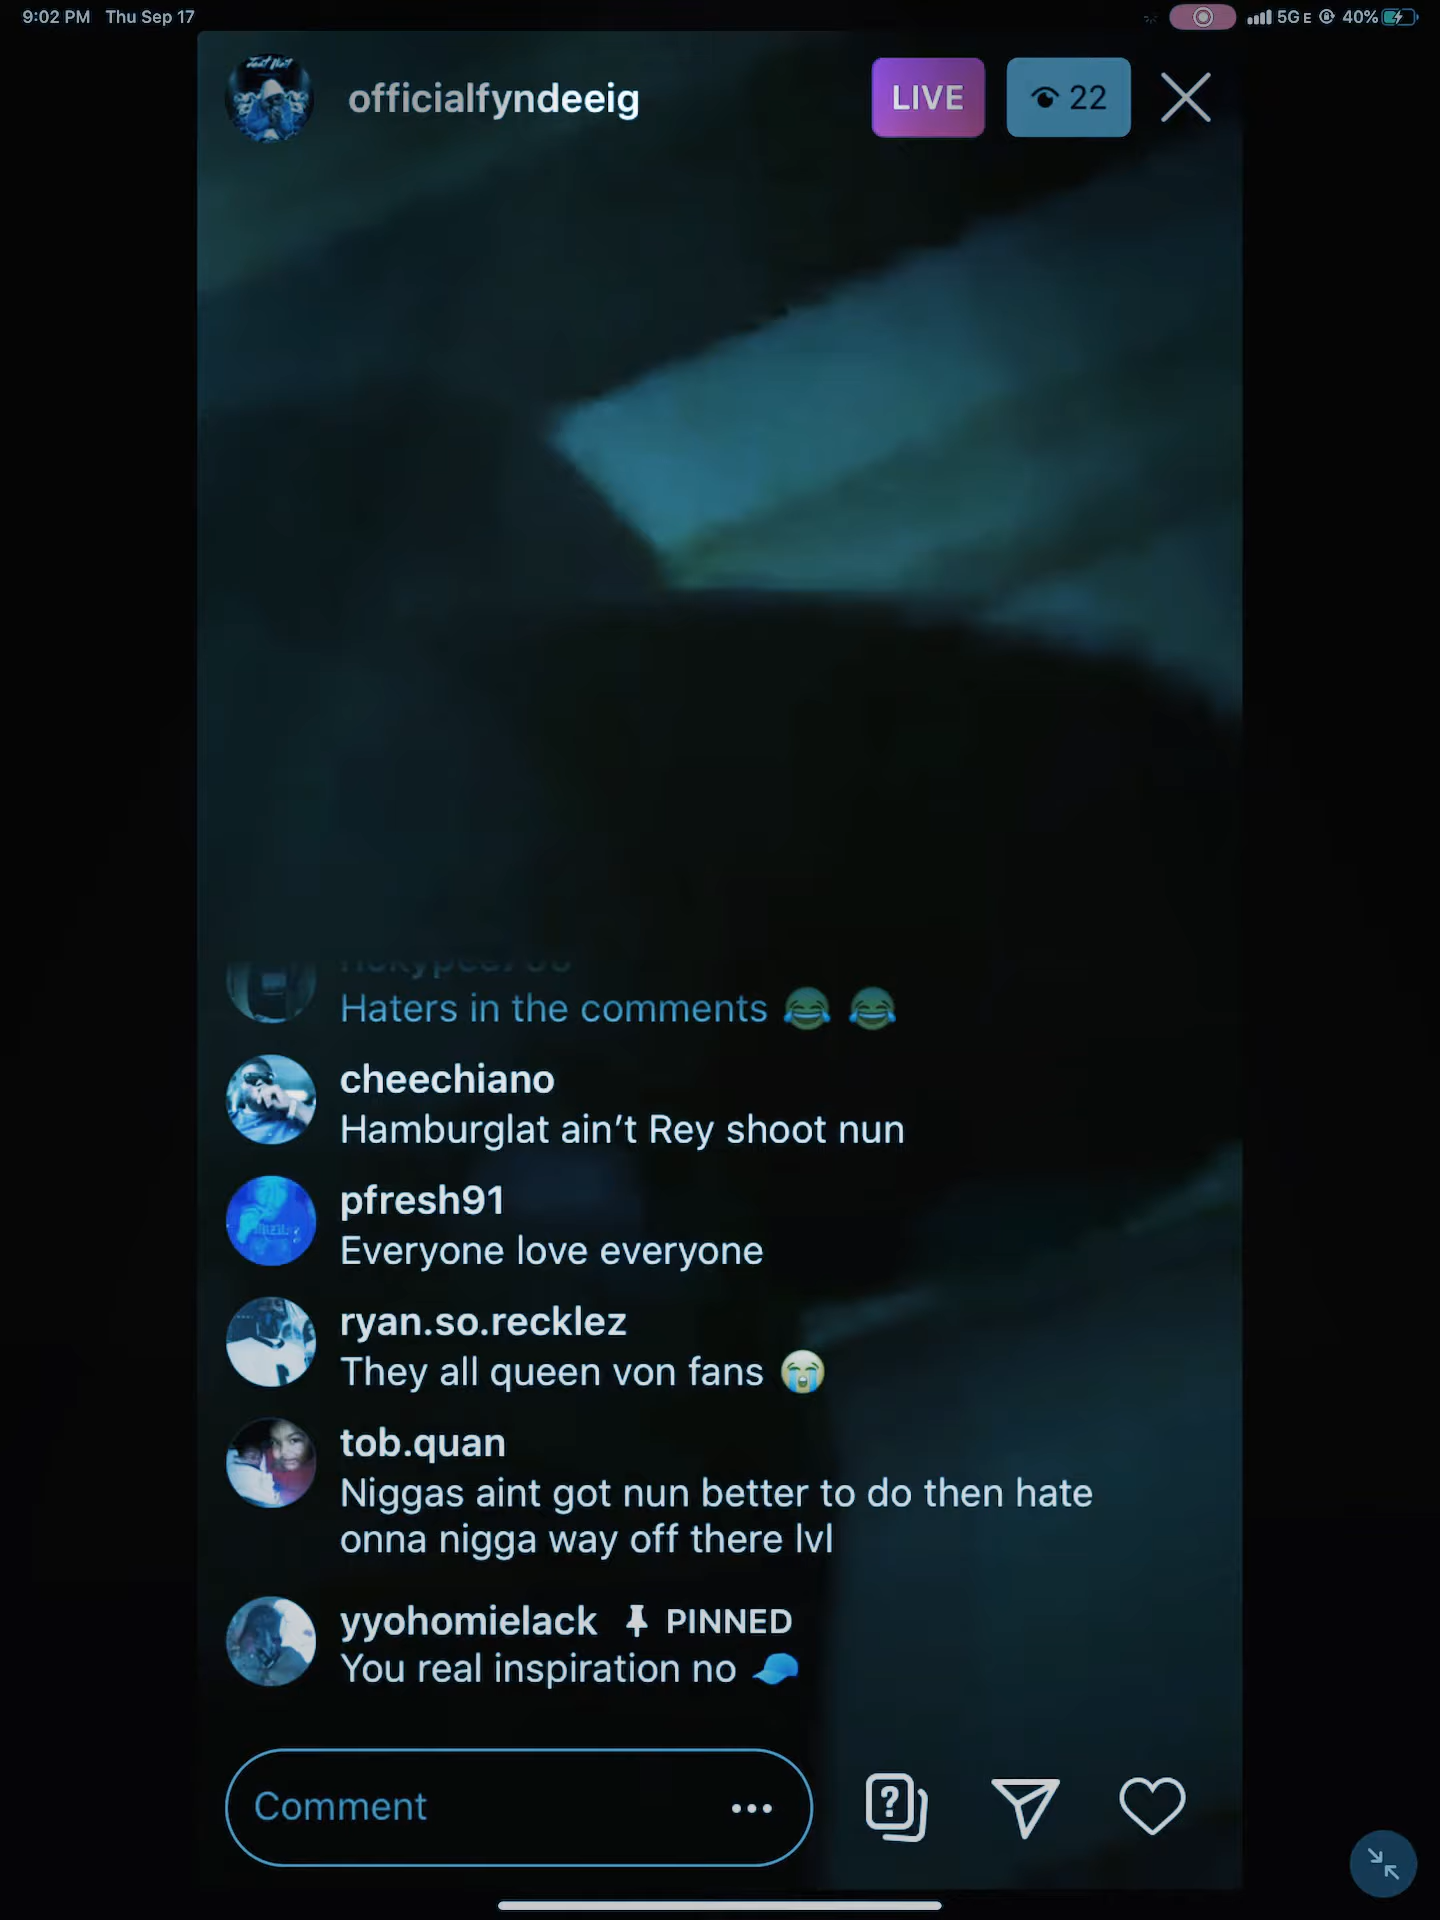 9:02 PM Thu Sep 17
5GE 40%
officialfyndeeig
LIVE
22
Haters in the comments 😂 😂
cheechiano
Hamburglat ain’t Rey shoot nun
pfresh91
Everyone love everyone
ryan.so.recklez
They all queen von fans 😭
tob.quan
Niggas aint got nun better to do then hate
onna nigga way off there lvl
yyohomielack PINNED
You real inspiration no 🧢
Comment